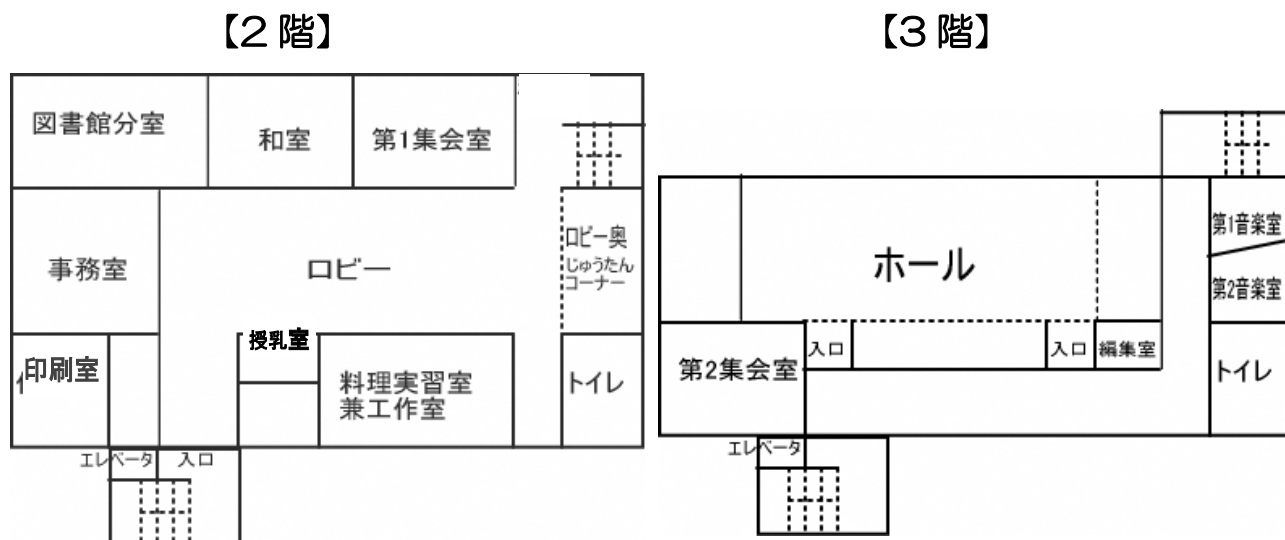 【2階】
図書館分室
和室
第1集会室
事務室
ロビー
ロビー奥
じゅうたん
コーナー
印刷室
授乳室
料理実習室
兼工作室
トイレ
エレベータ
入口
【3階】
ホール
第1音楽室
第2音楽室
入口
入口
編集室
第2集会室
トイレ
エレベータ